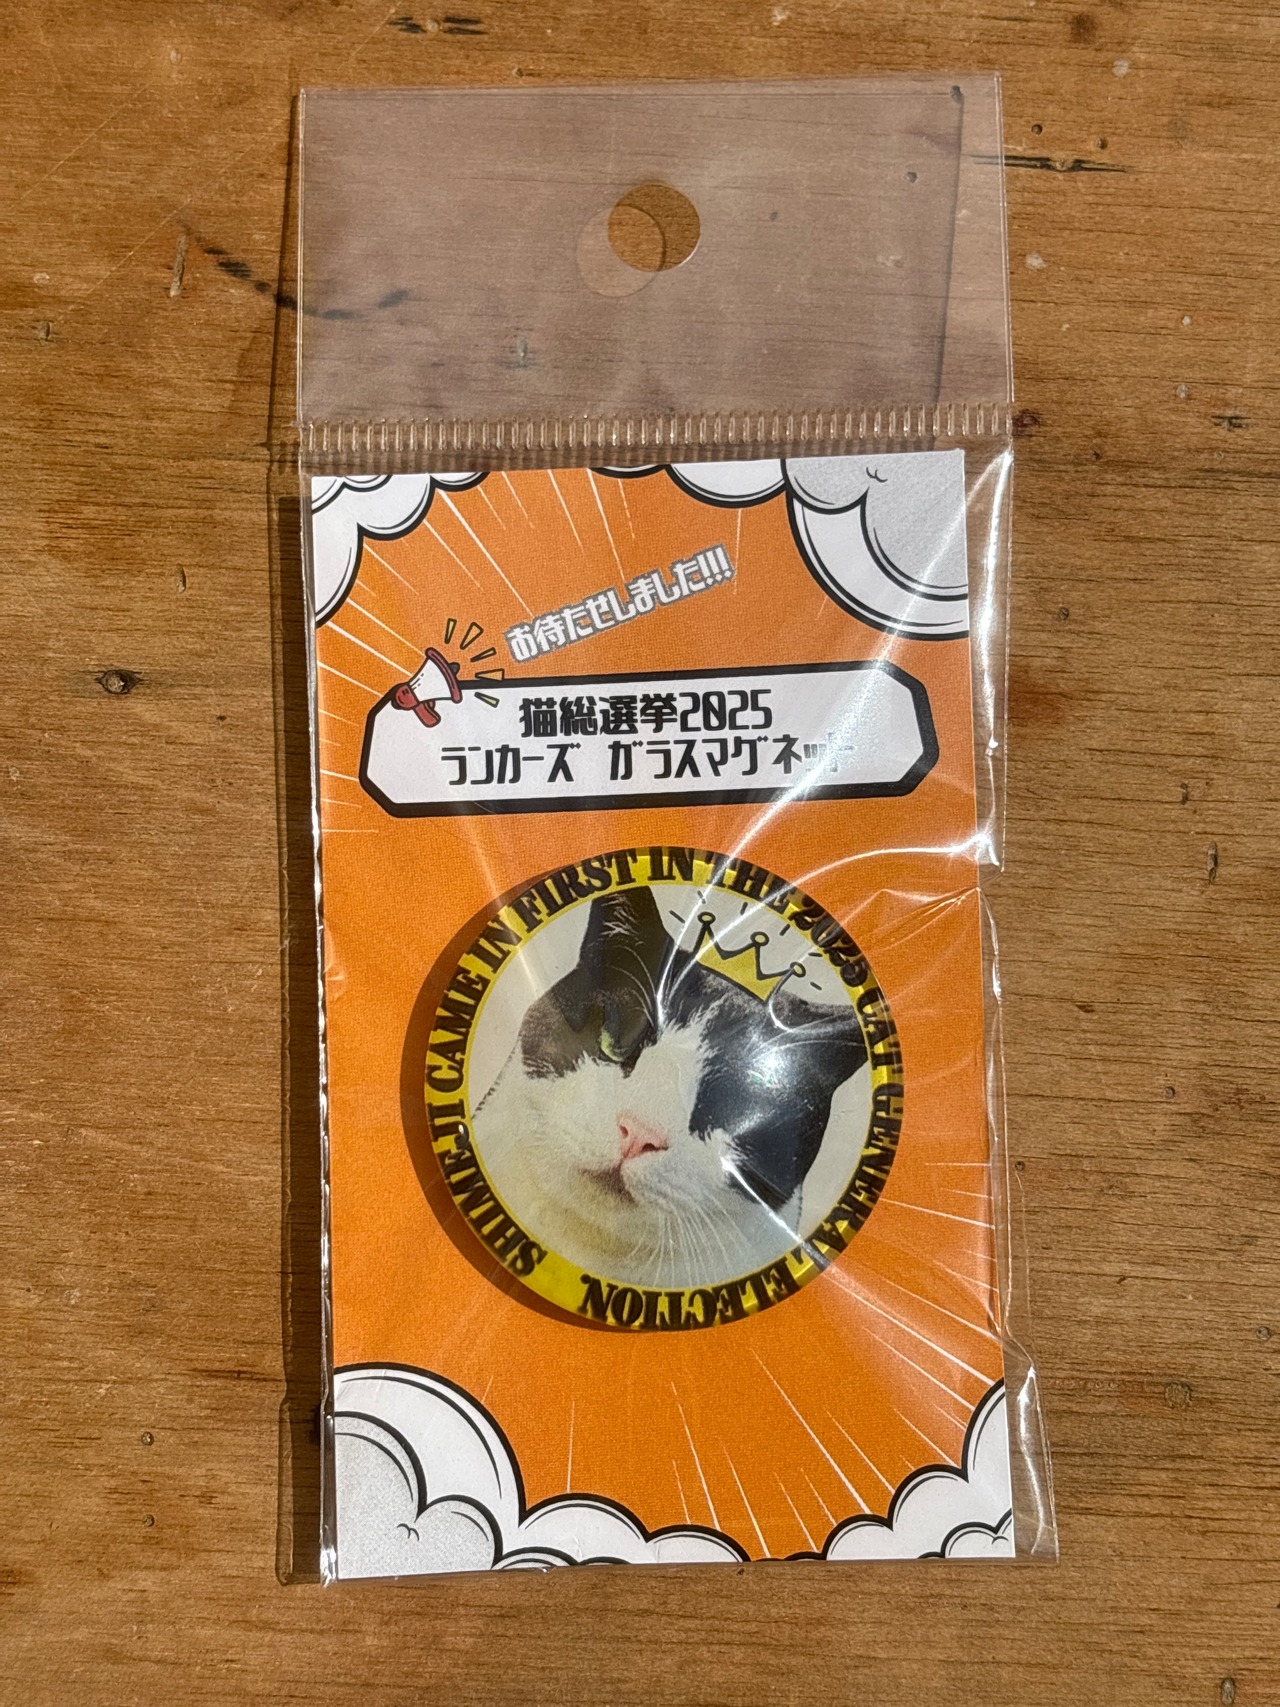 お待たせしました!!!
猫総選挙2025
ランカーズ ガラスマグネット
SHIMEJI CAME IN FIRST IN THE 2025 CAT GENERAL ELECTION.